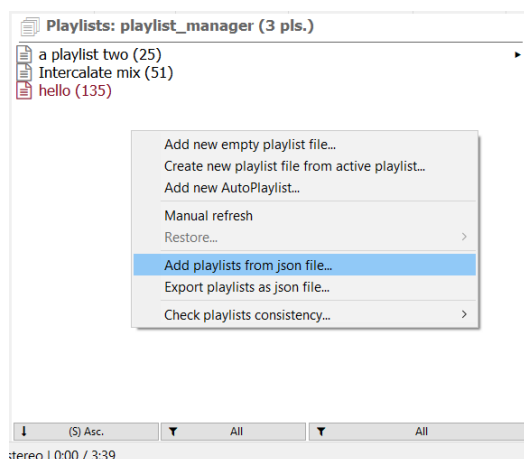 Playlists: playlist_manager (3 pls.)
a playlist two (25)
Intercalate mix (51)
hello (135)
Add new empty playlist file...
Create new playlist file from active playlist...
Add new AutoPlaylist...
Manual refresh
Restore...
Add playlists from json file...
Export playlists as json file...
Check playlists consistency...
(S) Asc. All All
stereo | 0:00 / 3:39